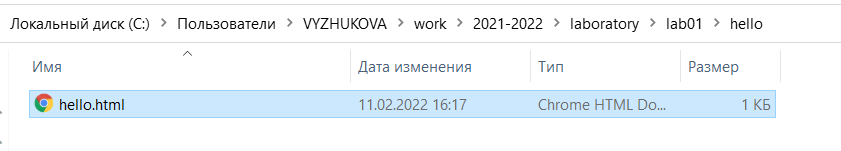 Локальный диск (C:) > Пользователи > VYZHUKOVA > work > 2021-2022 > laboratory > lab01 > hello
Имя Дата изменения Тип Размер
hello.html 11.02.2022 16:17 Chrome HTML Do... 1 КБ